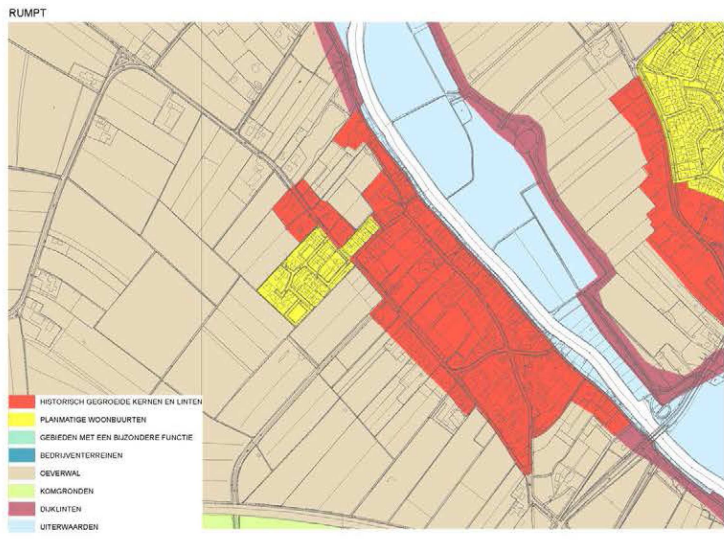 RUMPT
HISTORISCH GEGROEIDE KERNEN EN LINTEN
PLANMATIGE WOONBUURTEN
GEBIEDEN MET EEN BIJZONDERE FUNCTIE
BEDRIJVENTERREINEN
OEVERWAL
KOMGRONDEN
DIJKLINTEN
UITERWAARDEN